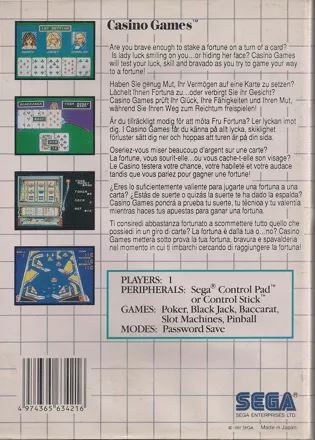 Casino Games™
Are you brave enough to stake a fortune on a turn of a card?
Is lady luck smiling on you...or hiding her face? Casino Games
will test your luck, skill and bravado as you try to game your way
to a fortune!
Haben Sie genug Mut, Ihr Vermögen auf eine Karte zu setzen?
Lächelt Ihnen Fortuna zu...oder verbirgt Sie ihr Gesicht?
Casino Games prüft Ihr Glück, Ihre Fähigkeiten und Ihren Mut,
während Sie Ihren Weg zum Reichtum freispielen!
Är du tillräckligt modig för att möta Fru Fortuna? Ler lyckan imot
dig. I Casino Games får du känna på allt, skicklighet,
förluster sätt dig ner och hoppas att turen är på din sida.
Oseriez-vous miser beaucoup d'argent sur une carte?
La fortune, vous sourit-elle...ou vous cache-t-elle son visage?
Le Casino testera votre chance, votre habileté et votre audace
tandis que vous parlez pour gagner une fortune!
¿Eres lo suficientemente valiente para jugarte una fortuna a una
carta? ¿Estás de suerte o quizás la suerte te ha dado la espalda?
Casino Games pondrá a prueba tu suerte, tu técnica y tu valentía
mientras haces tus apuestas para ganar una fortuna.
Ti consideri abbastanza fortunato a scommettere tutto quello che
possiedi in un giro di carte? La fortuna è dalla tua o...no? Casino
Games metterà sotto prova la tua fortuna, bravura e spavalderia
nel momento in cui ti imbarchi cercando di raggiungere la fortuna!
PLAYERS: 1
PERIPHERALS: Sega® Control Pad™
or Control Stick™
GAMES: Poker, Black Jack, Baccarat,
Slot Machines, Pinball
MODES: Password Save
4 974365 634216
SEGA®
SEGA ENTERPRISES LTD.
Made in Japan